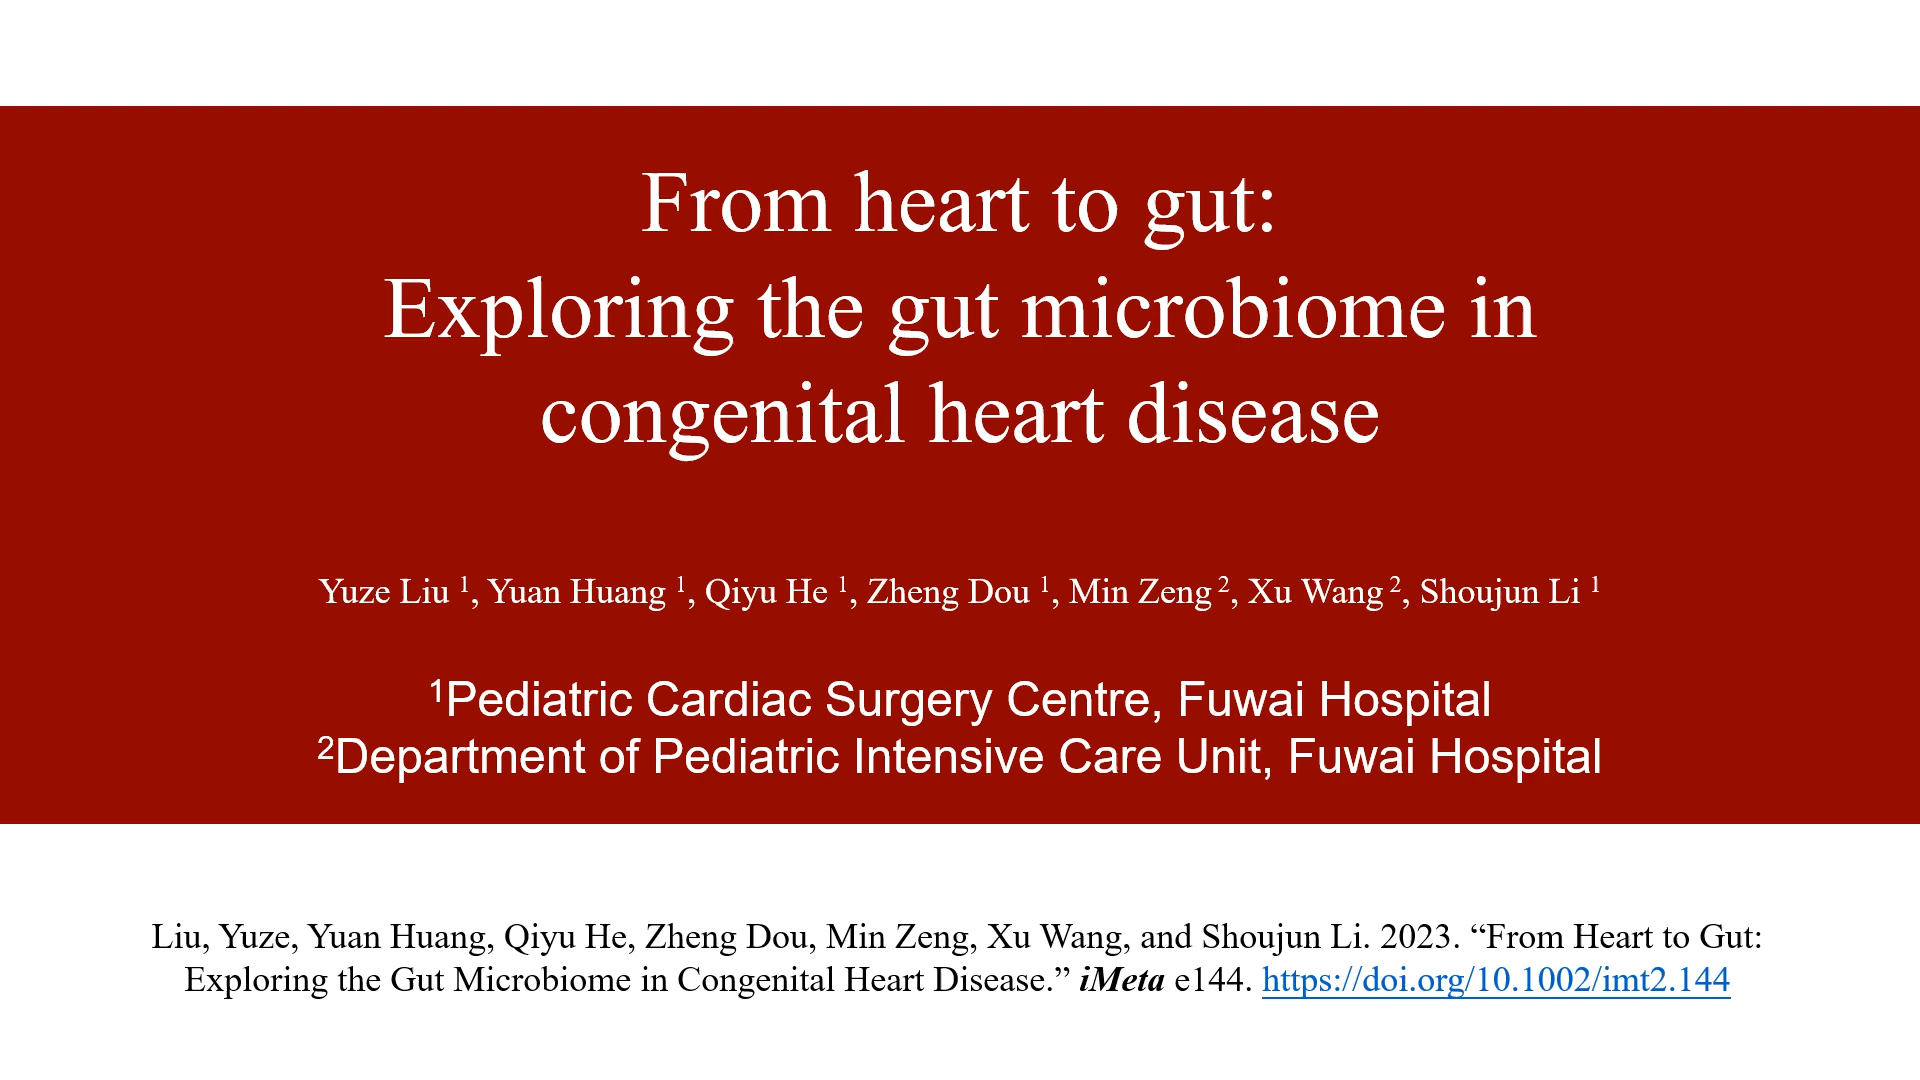 From heart to gut:
Exploring the gut microbiome in
congenital heart disease
Yuze Liu ¹, Yuan Huang ¹, Qiyu He ¹, Zheng Dou ¹, Min Zeng ², Xu Wang ², Shoujun Li ¹
¹Pediatric Cardiac Surgery Centre, Fuwai Hospital
²Department of Pediatric Intensive Care Unit, Fuwai Hospital
Liu, Yuze, Yuan Huang, Qiyu He, Zheng Dou, Min Zeng, Xu Wang, and Shoujun Li. 2023. “From Heart to Gut:
Exploring the Gut Microbiome in Congenital Heart Disease.” iMeta e144. https://doi.org/10.1002/imt2.144